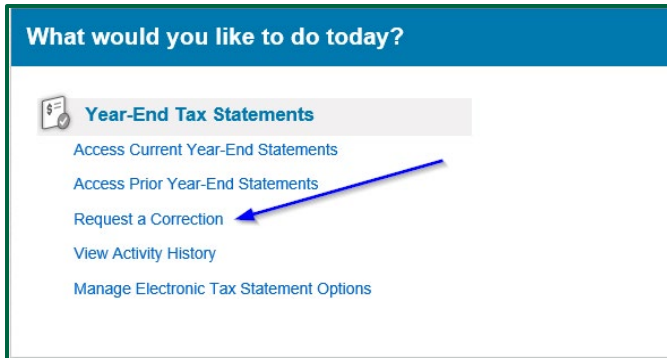 What would you like to do today?
Year-End Tax Statements
Access Current Year-End Statements
Access Prior Year-End Statements
Request a Correction
View Activity History
Manage Electronic Tax Statement Options